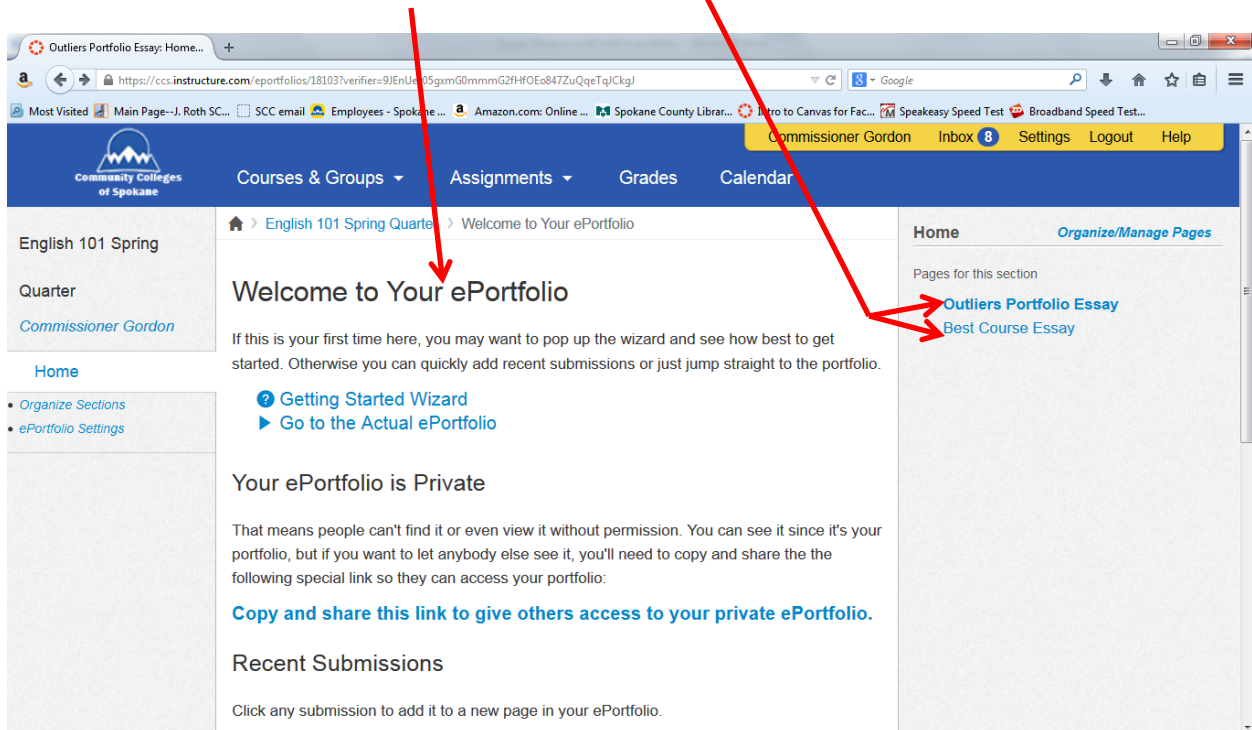 Outliers Portfolio Essay: Home...
https://ccs.instructure.com/eportfolios/18103?verifier=
Google
Most Visited Main Page--J. Roth SC... SCC email Employees - Spokane ... Amazon.com: Online ... Spokane County Librar... Intro to Canvas for Fac... Speakeasy Speed Test Broadband Speed Test...
Commissioner Gordon Inbox 8 Settings Logout Help
Community Colleges
of Spokane
Courses & Groups Assignments Grades Calendar
English 101 Spring
Quarter
Commissioner Gordon
Home
Organize Sections
ePortfolio Settings
English 101 Spring Quarter Welcome to Your ePortfolio
Welcome to Your ePortfolio
If this is your first time here, you may want to pop up the wizard and see how best to get
started. Otherwise you can quickly add recent submissions or just jump straight to the portfolio.
Getting Started Wizard
Go to the Actual ePortfolio
Your ePortfolio is Private
That means people can't find it or even view it without permission. You can see it since it's your
portfolio, but if you want to let anybody else see it, you'll need to copy and share the the
following special link so they can access your portfolio:
Copy and share this link to give others access to your private ePortfolio.
Recent Submissions
Click any submission to add it to a new page in your ePortfolio.
Home Organize/Manage Pages
Pages for this section
Outliers Portfolio Essay
Best Course Essay